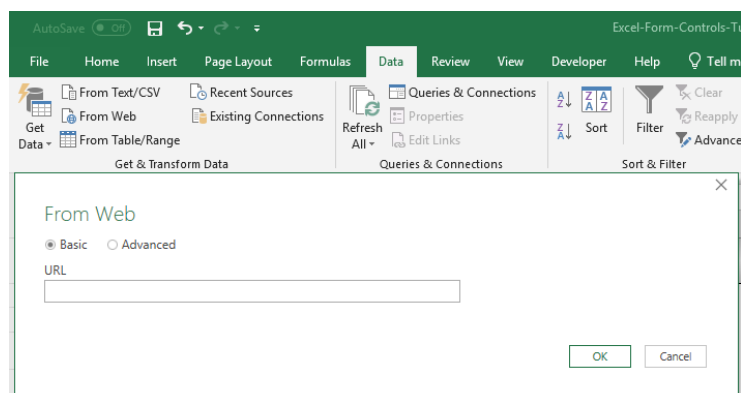 AutoSave Off Excel-Form-Controls-Tu
File Home Insert Page Layout Formulas Data Review View Developer Help Tell m
From Text/CSV Recent Sources Queries & Connections Clear
From Web Existing Connections Properties Reapply
Get Data From Table/Range Refresh All Edit Links Sort Filter Advance
Get & Transform Data Queries & Connections Sort & Filter
From Web
Basic Advanced
URL
OK Cancel